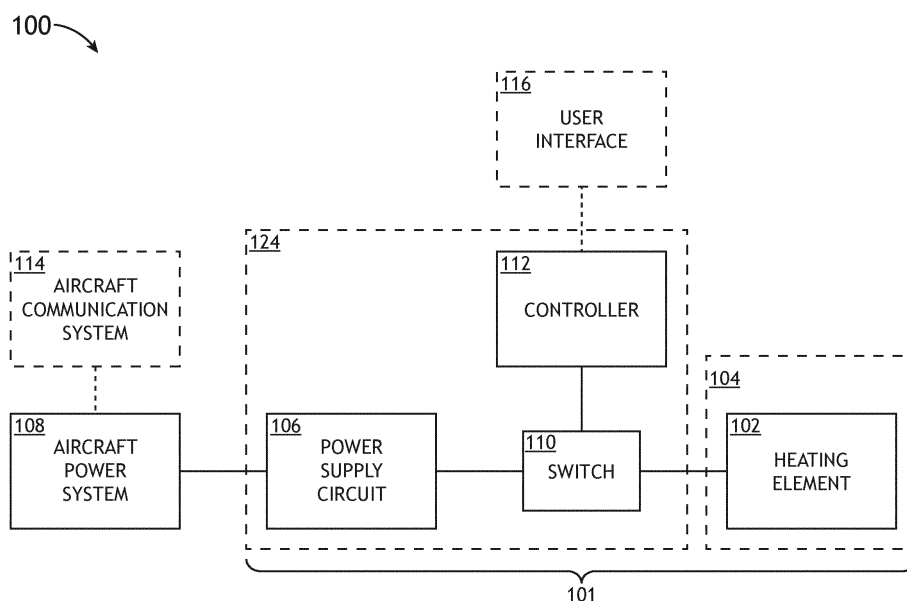 100
116
USER
INTERFACE
124
112
CONTROLLER
114
AIRCRAFT
COMMUNICATION
SYSTEM
104
108
AIRCRAFT
POWER
SYSTEM
106
POWER
SUPPLY
CIRCUIT
110
SWITCH
102
HEATING
ELEMENT
101